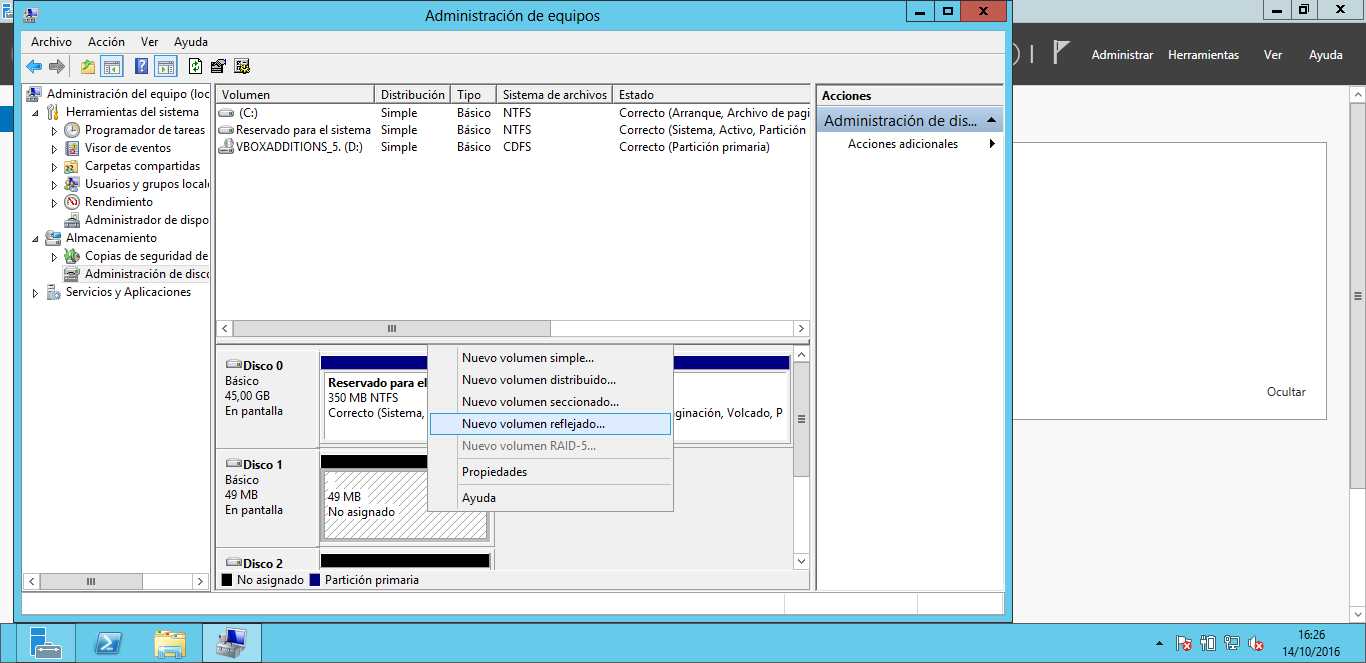 Administración de equipos
Archivo Acción Ver Ayuda
Administrar Herramientas Ver Ayuda
Administración del equipo (loc
Herramientas del sistema
Programador de tareas
Visor de eventos
Carpetas compartidas
Usuarios y grupos locale
Rendimiento
Administrador de dispo
Almacenamiento
Copias de seguridad de
Administración de disco
Servicios y Aplicaciones
Volumen Distribución Tipo Sistema de archivos Estado
(C:) Simple Básico NTFS Correcto (Arranque, Archivo de pagi
Reservado para el sistema Simple Básico NTFS Correcto (Sistema, Activo, Partición
VBOXADDITIONS_5. (D:) Simple Básico CDFS Correcto (Partición primaria)
Acciones
Administración de dis...
Acciones adicionales
Disco 0
Básico
45,00 GB
En pantalla
Reservado para el
350 MB NTFS
Correcto (Sistema,
ginación, Volcado, P
Nuevo volumen simple...
Nuevo volumen distribuido...
Nuevo volumen seccionado...
Nuevo volumen reflejado...
Nuevo volumen RAID-5...
Propiedades
Ayuda
Disco 1
Básico
49 MB
En pantalla
49 MB
No asignado
Disco 2
No asignado Partición primaria
Ocultar
16:26
14/10/2016